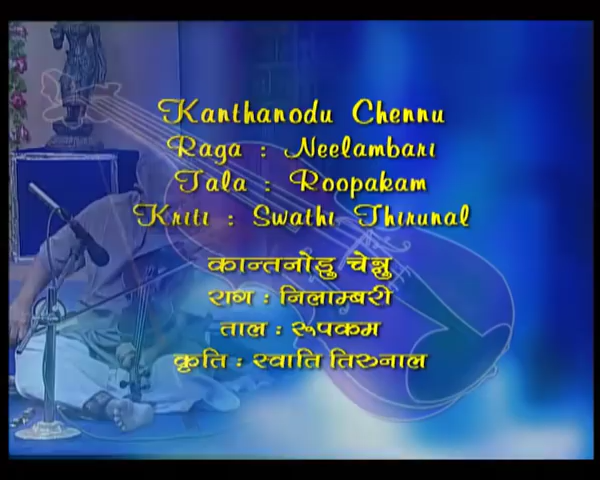 Kanthanodu Chennu
Raga : Neelambari
Tala : Roopakam
Kriti : Swathi Thirunal
कान्तनोडु चेन्नु
राग : निलाम्बरी
ताल : रूपकम
कृति : स्वाति तिरुनाल